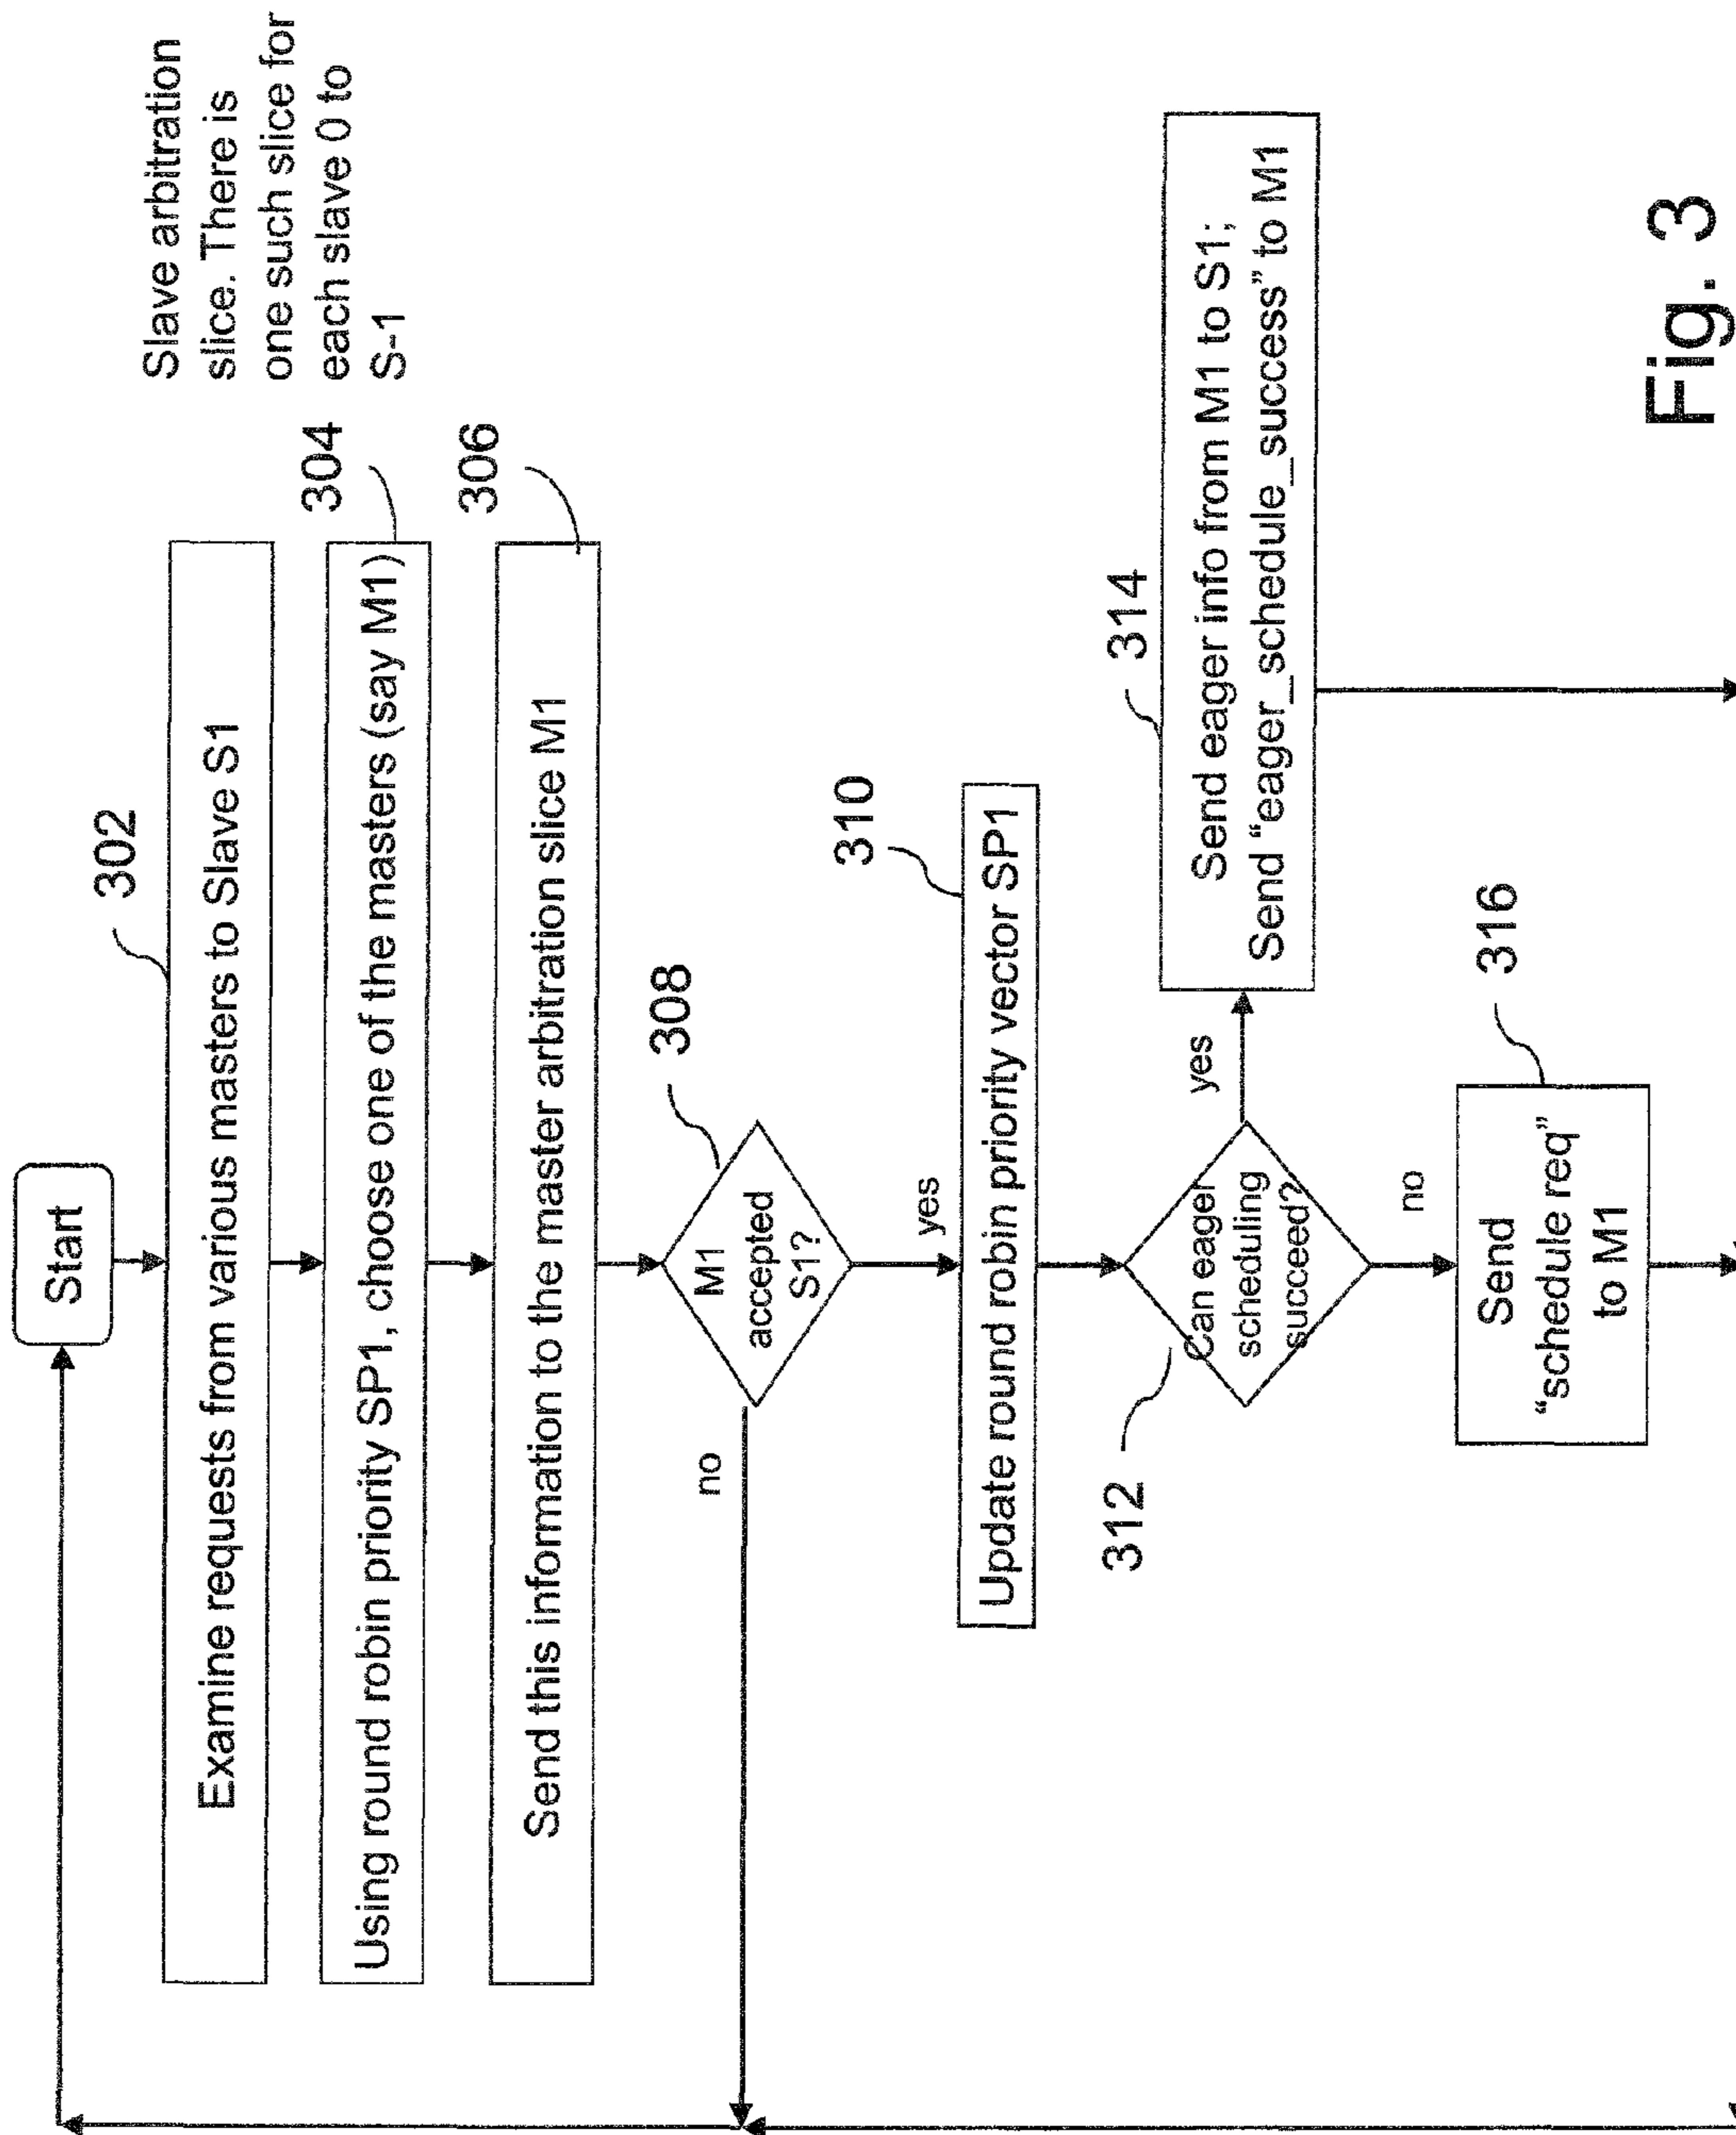 Start
Slave arbitration
slice. There is
one such slice for
each slave 0 to
S-1
302
Examine requests from various masters to Slave S1
304
Using round robin priority SP1, choose one of the masters (say M1)
306
Send this information to the master arbitration slice M1
308
M1
accepted
S1?
no
yes
310
Update round robin priority vector SP1
312
Can eager
scheduling
succeed?
yes
314
Send eager info from M1 to S1;
Send “eager_schedule_success” to M1
no
316
Send
“schedule req”
to M1
Fig. 3